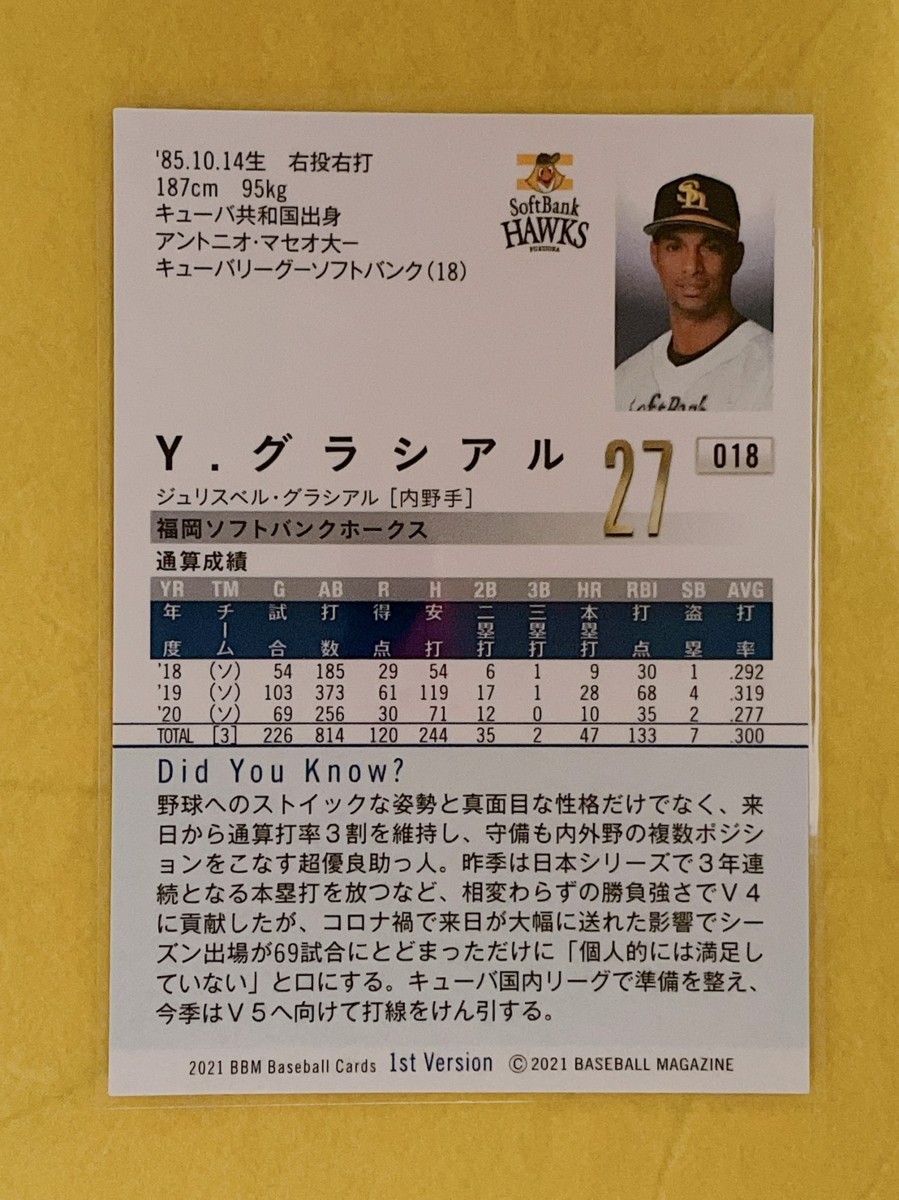 '85.10.14生 右投右打
187cm 95kg
キューバ共和国出身
アントニオ・マセオ大ー
キューバリーグーソフトバンク(18)
SoftBank
HAWKS
FUKUOKA
SH
SoftBank
Y.グラシアル
27
018
ジュリスベル・グラシアル [内野手]
福岡ソフトバンクホークス
通算成績
YR TM G AB R H 2B 3B HR RBI SB AVG
年度 チーム 試合 打数 得点 安打 二塁打 三塁打 本塁打 打点 盗塁 打率
'18 (ソ) 54 185 29 54 6 1 9 30 1 .292
'19 (ソ) 103 373 61 119 17 1 28 68 4 .319
'20 (ソ) 69 256 30 71 12 0 10 35 2 .277
TOTAL [3] 226 814 120 244 35 2 47 133 7 .300
Did You Know?
野球へのストイックな姿勢と真面目な性格だけでなく、来
日から通算打率3割を維持し、守備も内外野の複数ポジシ
ョンをこなす超優良助っ人。昨季は日本シリーズで3年連
続となる本塁打を放つなど、相変わらずの勝負強さでV4
に貢献したが、コロナ禍で来日が大幅に送れた影響でシー
ズン出場が69試合にとどまっただけに「個人的には満足し
ていない」と口にする。キューバ国内リーグで準備を整え、
今季はV5へ向けて打線をけん引する。
2021 BBM Baseball Cards 1st Version ©2021 BASEBALL MAGAZINE